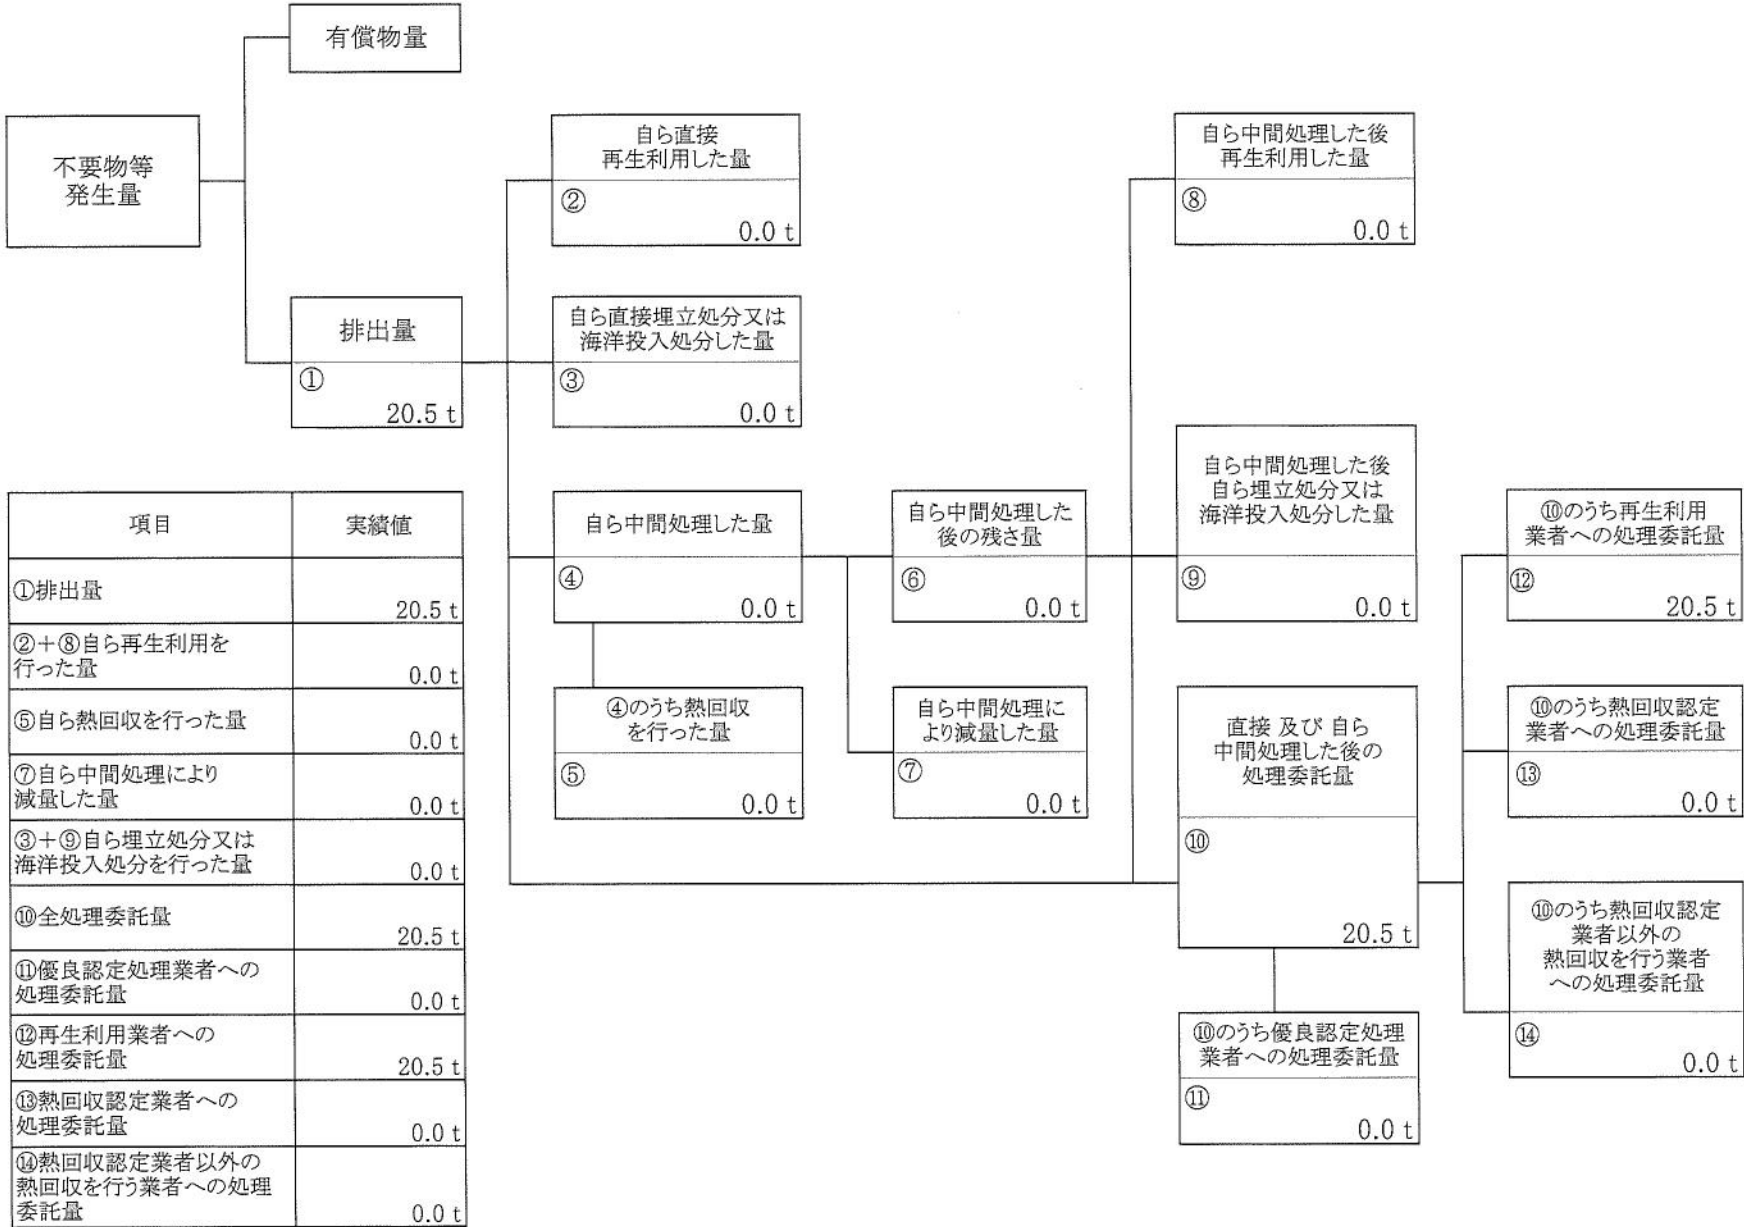 有償物量
不要物等
発生量
排出量
①
20.5 t
自ら直接
再生利用した量
②
0.0 t
自ら直接埋立処分又は
海洋投入処分した量
③
0.0 t
自ら中間処理した量
④
0.0 t
④のうち熱回収
を行った量
⑤
0.0 t
自ら中間処理した
後の残さ量
⑥
0.0 t
自ら中間処理に
より減量した量
⑦
0.0 t
自ら中間処理した後
再生利用した量
⑧
0.0 t
自ら中間処理した後
自ら埋立処分又は
海洋投入処分した量
⑨
0.0 t
直接 及び 自ら
中間処理した後の
処理委託量
⑩
20.5 t
⑩のうち優良認定処理
業者への処理委託量
⑪
0.0 t
⑩のうち再生利用
業者への処理委託量
⑫
20.5 t
⑩のうち熱回収認定
業者への処理委託量
⑬
0.0 t
⑩のうち熱回収認定
業者以外の
熱回収を行う業者
への処理委託量
⑭
0.0 t
項目 実績値
①排出量
20.5 t
②+⑧自ら再生利用を
行った量
0.0 t
⑤自ら熱回収を行った量
0.0 t
⑦自ら中間処理により
減量した量
0.0 t
③+⑨自ら埋立処分又は
海洋投入処分を行った量
0.0 t
⑩全処理委託量
20.5 t
⑪優良認定処理業者への
処理委託量
0.0 t
⑫再生利用業者への
処理委託量
20.5 t
⑬熱回収認定業者への
処理委託量
0.0 t
⑭熱回収認定業者以外の
熱回収を行う業者への処理
委託量
0.0 t